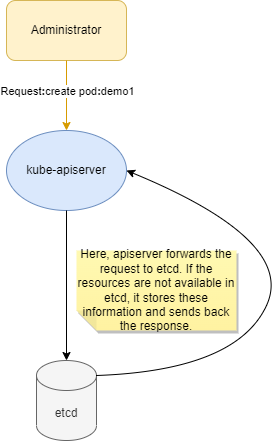 Administrator
Request:create pod:demo1
kube-apiserver
Here, apiserver forwards the
request to etcd. If the
resources are not available in
etcd, it stores these
information and sends back
the response.
etcd